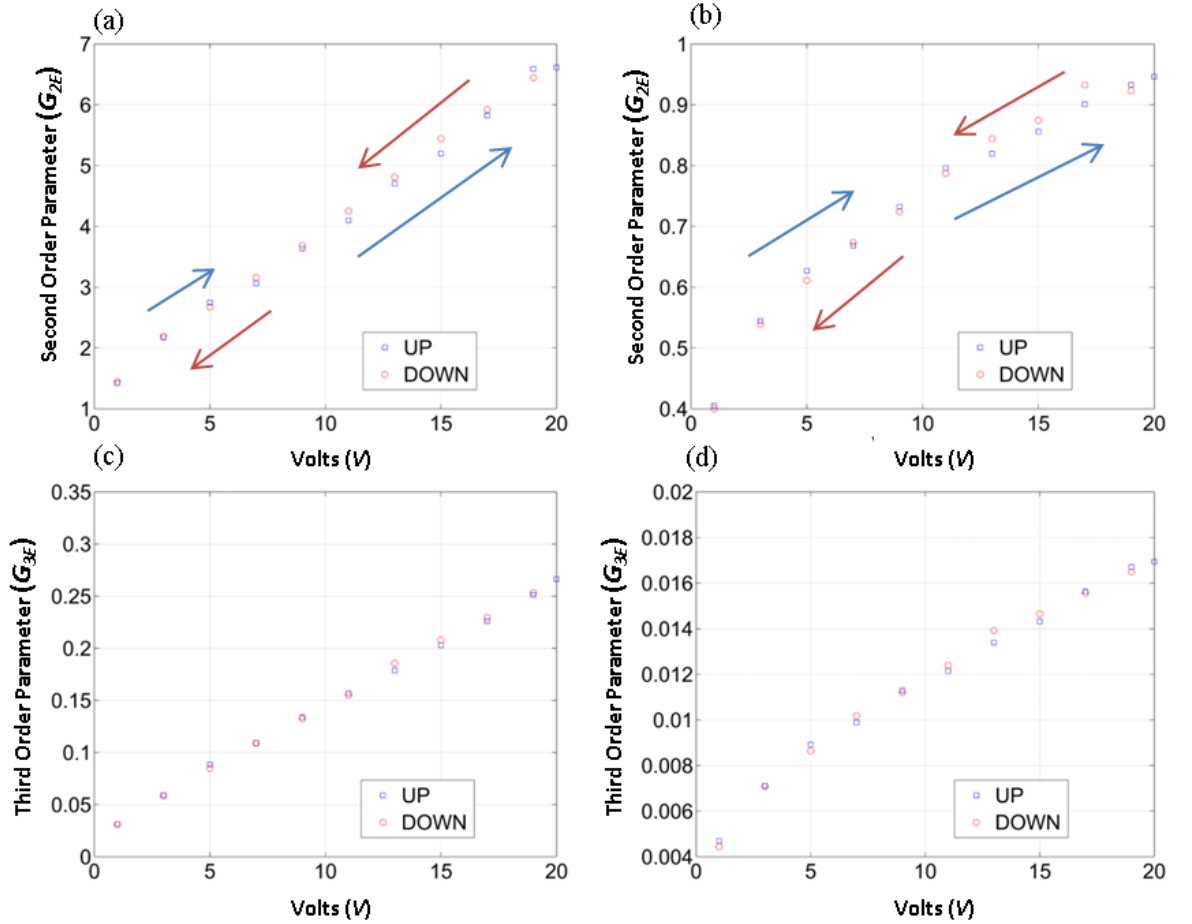 (a)
Second Order Parameter (G2E)
7
6
5
4
3
2
1
0
5
10
15
20
UP
DOWN
Volts (V)
(b)
Second Order Parameter (G2E)
1
0.9
0.8
0.7
0.6
0.5
0.4
0
5
10
15
20
UP
DOWN
Volts (V)
(c)
Third Order Parameter (G3E)
0.35
0.3
0.25
0.2
0.15
0.1
0.05
0
0
5
10
15
20
UP
DOWN
Volts (V)
(d)
Third Order Parameter (G3E)
0.02
0.018
0.016
0.014
0.012
0.01
0.008
0.006
0.004
0
5
10
15
20
UP
DOWN
Volts (V)